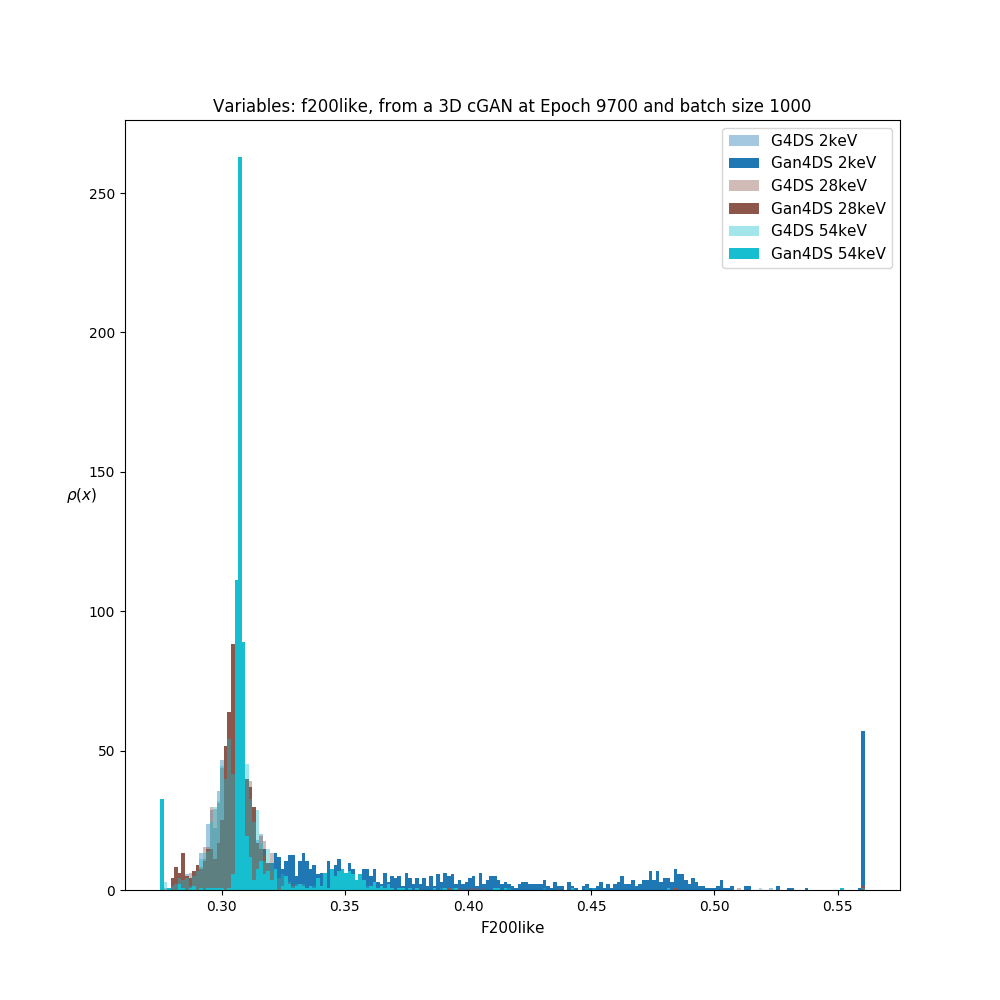 Variables: f200like, from a 3D cGAN at Epoch 9700 and batch size 1000
G4DS 2keV
Gan4DS 2keV
G4DS 28keV
Gan4DS 28keV
G4DS 54keV
Gan4DS 54keV
250
200
150
ρ(x)
100
50
0
0.30 0.35 0.40 0.45 0.50 0.55
F200like